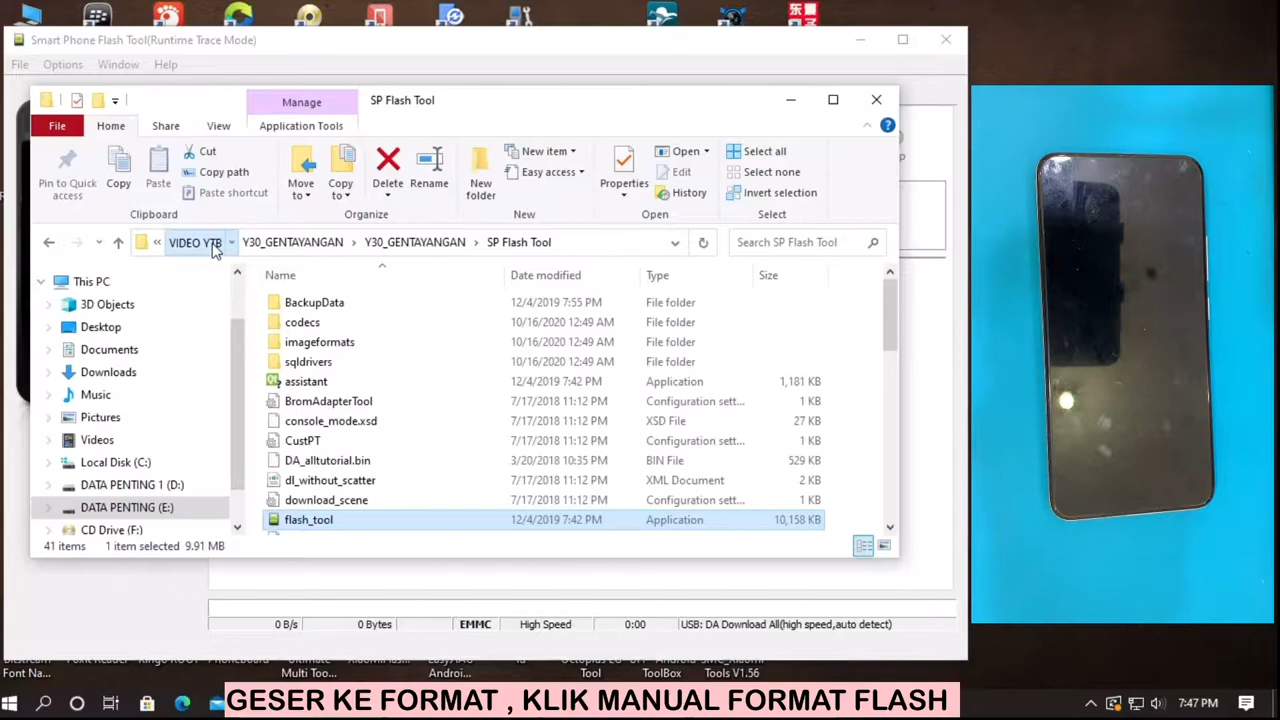 Smart Phone Flash Tool(Runtime Trace Mode)
File Options Window Help
Manage
SP Flash Tool
File Home Share View Application Tools
Pin to Quick access
Copy
Paste
Cut
Copy path
Paste shortcut
Clipboard
Move to
Copy to
Delete
Rename
Organize
New folder
New item
Easy access
New
Properties
Open
Edit
History
Open
Select all
Select none
Invert selection
Select
« VIDEO YTB Y30_GENTAYANGAN › Y30_GENTAYANGAN › SP Flash Tool
Search SP Flash Tool
This PC
3D Objects
Desktop
Documents
Downloads
Music
Pictures
Videos
Local Disk (C:)
DATA PENTING 1 (D:)
DATA PENTING (E:)
CD Drive (F:)
Name Date modified Type Size
BackupData 12/4/2019 7:55 PM File folder
codecs 10/16/2020 12:49 AM File folder
imageformats 10/16/2020 12:49 AM File folder
sqldrivers 10/16/2020 12:49 AM File folder
assistant 12/4/2019 7:42 PM Application 1,181 KB
BromAdapterTool 7/17/2018 11:12 PM Configuration sett... 1 KB
console_mode.xsd 7/17/2018 11:12 PM XSD File 27 KB
CustPT 7/17/2018 11:12 PM Configuration sett... 1 KB
DA_alltutorial.bin 3/20/2018 10:35 PM BIN File 529 KB
dl_without_scatter 7/17/2018 11:12 PM XML Document 2 KB
download_scene 7/17/2018 11:12 PM Configuration sett... 1 KB
flash_tool 12/4/2019 7:42 PM Application 10,158 KB
41 items 1 item selected 9.91 MB
0 B/s 0 Bytes EMMC High Speed 0:00 USB: DA Download All(high speed,auto detect)
Font Na...
Multi Too...
Androi...
ToolBox
Tools V1.56
GESER KE FORMAT , KLIK MANUAL FORMAT FLASH
7:47 PM